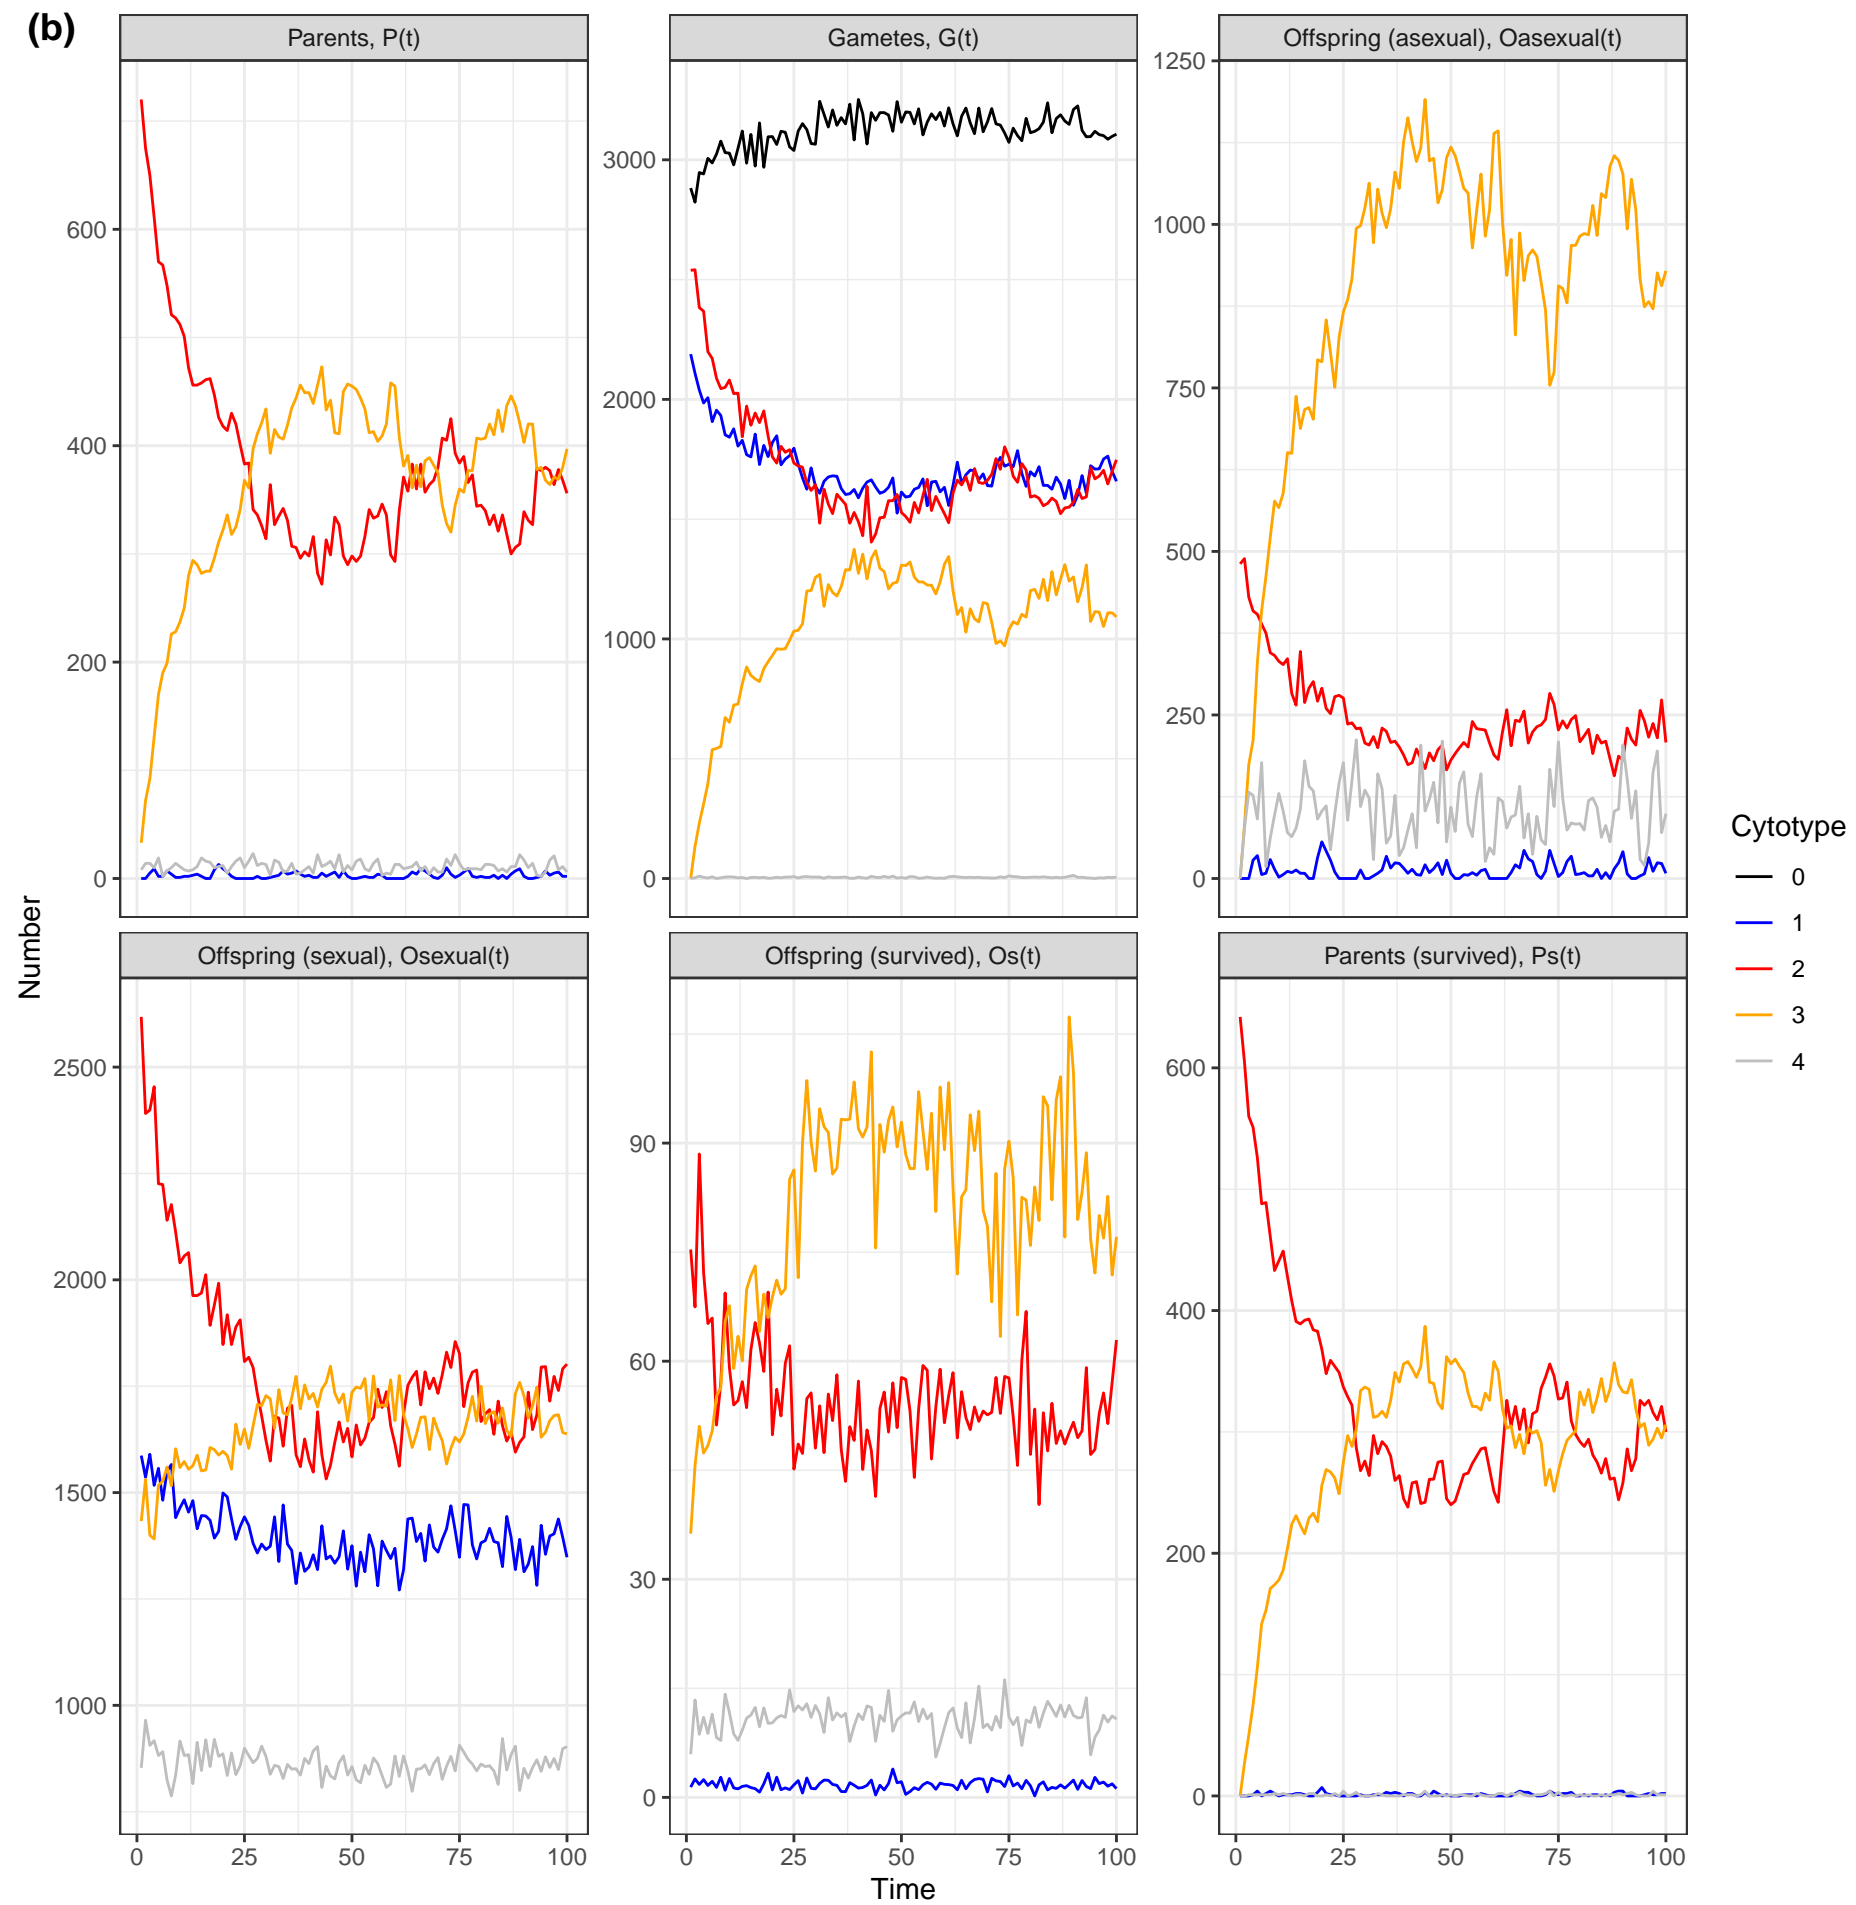 (b)
Parents, P(t)
Gametes, G(t)
Offspring (asexual), Oasexual(t)
600
400
200
0
3000
2000
1000
0
1250
1000
750
500
250
0
Offspring (sexual), Osexual(t)
Offspring (survived), Os(t)
Parents (survived), Ps(t)
2500
2000
1500
1000
90
60
30
0
600
400
200
0
0 25 50 75 100
0 25 50 75 100
0 25 50 75 100
Time
Number
Cytotype
0
1
2
3
4